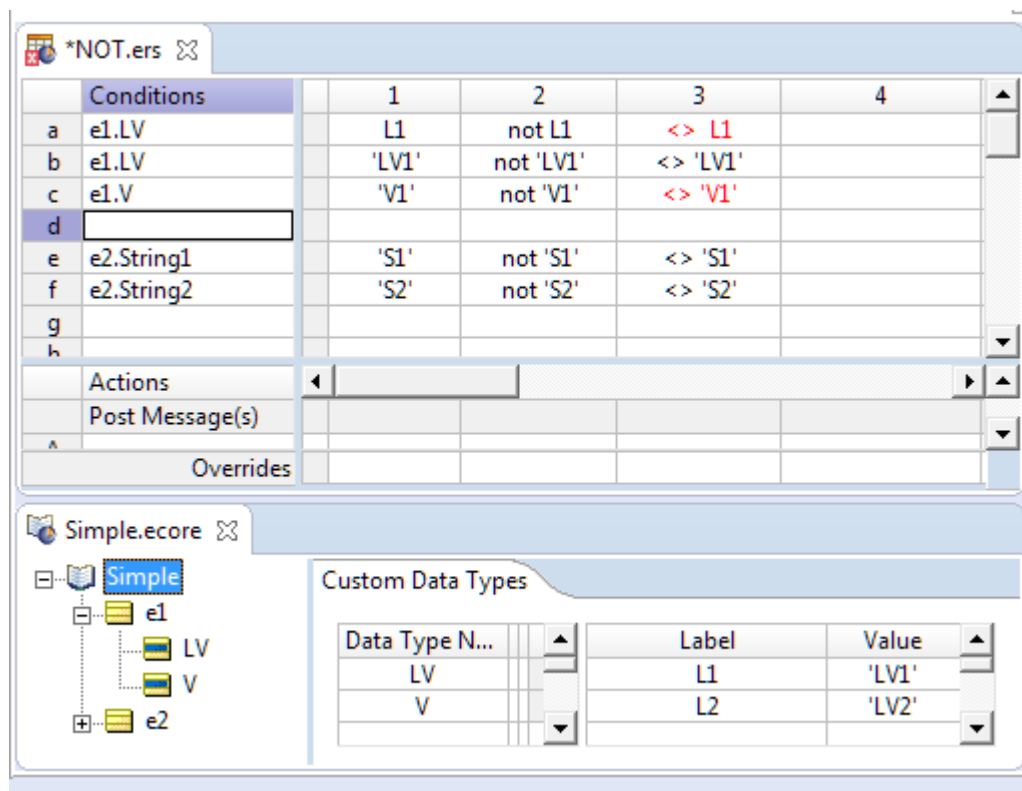 *NOT.ers
Conditions 1 2 3 4
a e1.LV L1 not L1 <> L1
b e1.LV 'LV1' not 'LV1' <> 'LV1'
c e1.V 'V1' not 'V1' <> 'V1'
d
e e2.String1 'S1' not 'S1' <> 'S1'
f e2.String2 'S2' not 'S2' <> 'S2'
g
h
Actions
Post Message(s)
A
Overrides
Simple.ecore
Simple Custom Data Types
e1
Data Type N... Label Value
LV LV L1 'LV1'
V V L2 'LV2'
e2